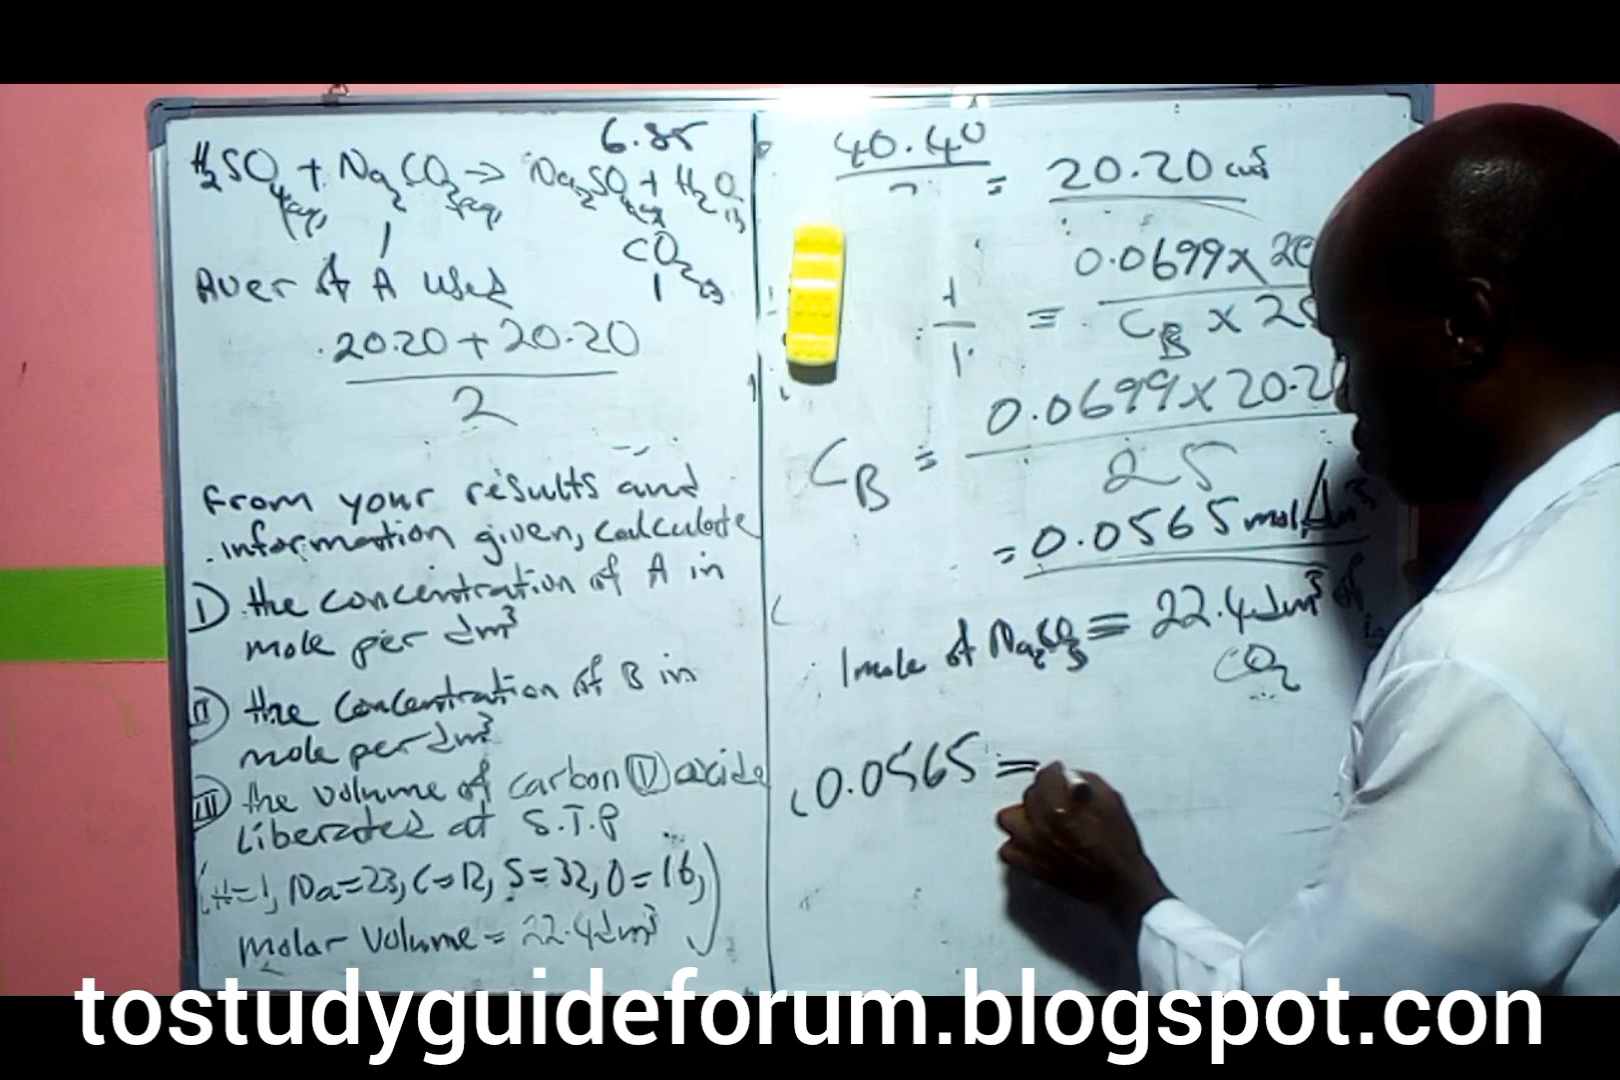 6.85
H₂SO₄(aq) + Na₂CO₃(aq) → Na₂SO₄(aq) + H₂O
1
CO₂(g)
1
Aver of A used
20.20 + 20.20
2
From your results and
information given, calculate
I) the concentration of A in
mole per dm³
II) the concentration of B in
mole per dm³
III) the volume of carbon (IV) oxide
liberated at S.T.P
(H=1, Na=23, C=12, S=32, O=16,
molar volume = 22.4dm³)
40.40
2 = 20.20 cm³
1/1 = 0.0699 x
CB x
CB = 0.0699 x 20.20
25
= 0.0565 mol/dm³
1 mole of Na₂CO₃ ≡ 22.4dm³ of
CO₂
0.0565 =
tostudyguideforum.blogspot.con